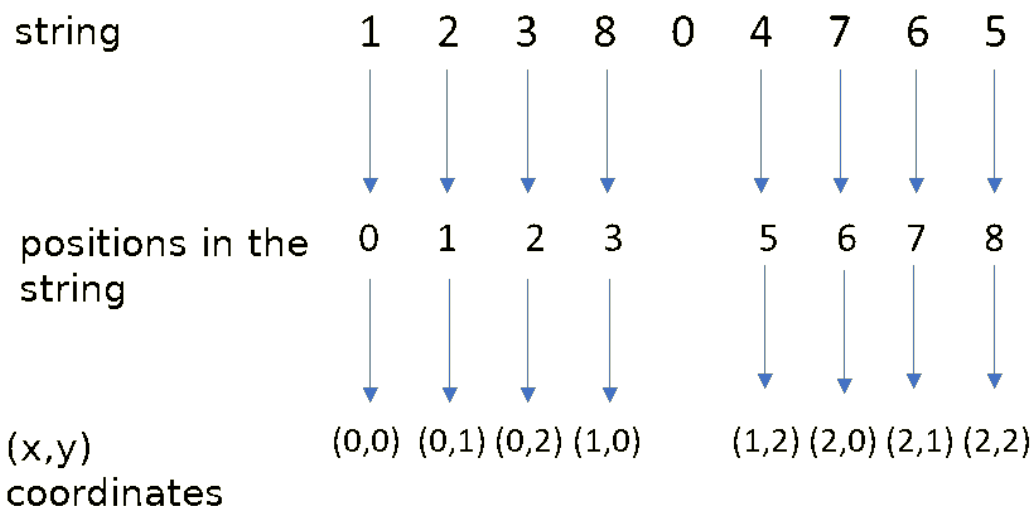 string 1 2 3 8 0 4 7 6 5
positions in the 0 1 2 3 5 6 7 8
string
(x,y) (0,0) (0,1) (0,2) (1,0) (1,2) (2,0) (2,1) (2,2)
coordinates